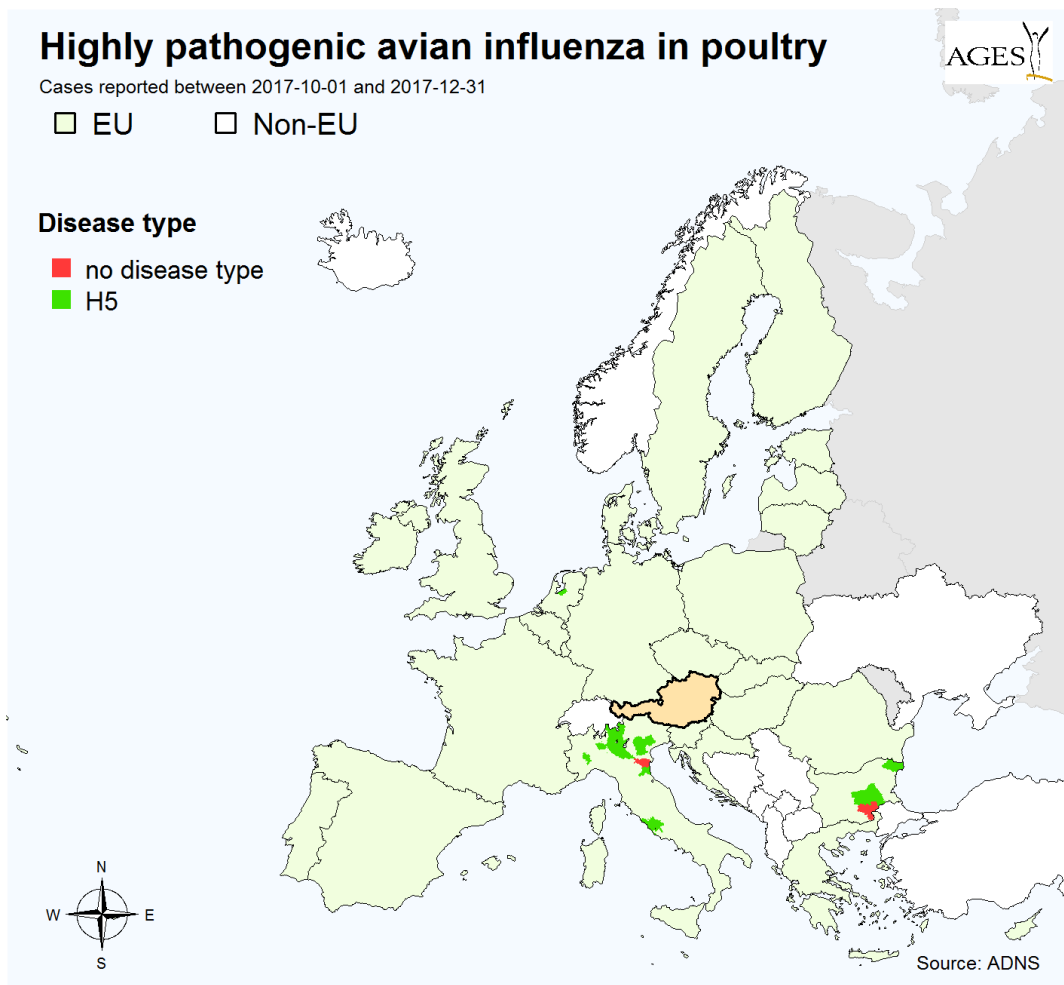 Highly pathogenic avian influenza in poultry
AGES
Cases reported between 2017-10-01 and 2017-12-31
EU
Non-EU
Disease type
no disease type
H5
N
W
E
S
Source: ADNS